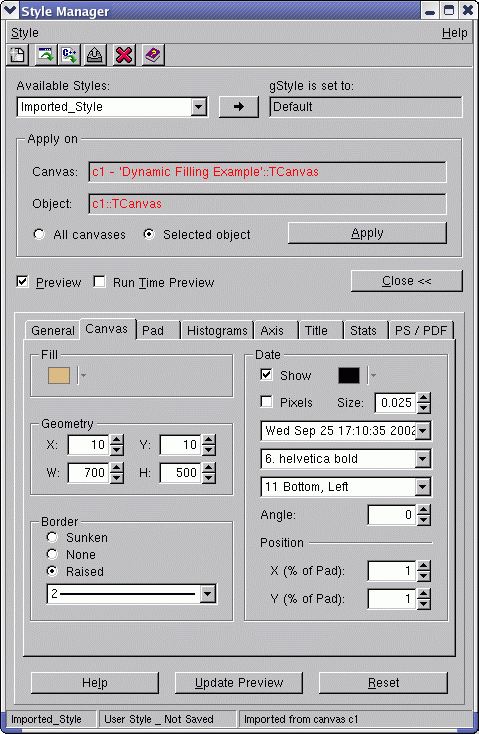 Style Manager
Style Help
Available Styles: gStyle is set to:
Imported_Style Default
Apply on
Canvas: c1 - 'Dynamic Filling Example'::TCanvas
Object: c1::TCanvas
All canvases Selected object Apply
Preview Run Time Preview Close <<
General Canvas Pad Histograms Axis Title Stats PS / PDF
Fill
Geometry
X: 10 Y: 10
W: 700 H: 500
Border
Sunken
None
Raised
2
Date
Show
Pixels Size: 0.025
Wed Sep 25 17:10:35 2002
6. helvetica bold
11 Bottom, Left
Angle: 0
Position
X (% of Pad): 1
Y (% of Pad): 1
Help Update Preview Reset
Imported_Style User Style _ Not Saved Imported from canvas c1